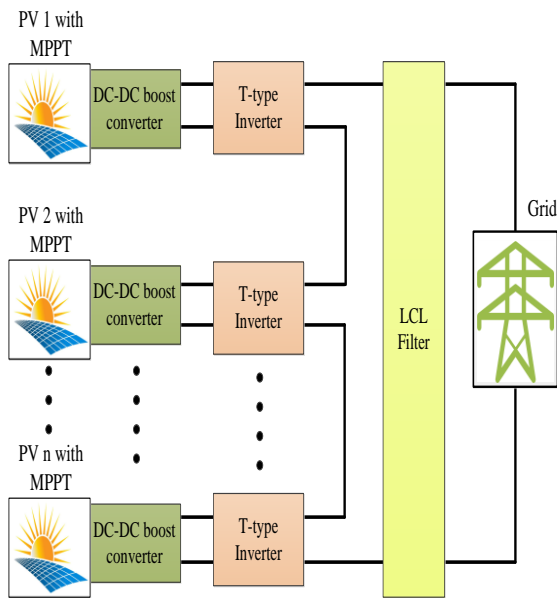 PV 1 with
MPPT
DC-DC boost
converter
T-type
Inverter
PV 2 with
MPPT
DC-DC boost
converter
T-type
Inverter
LCL
Filter
Grid
PV n with
MPPT
DC-DC boost
converter
T-type
Inverter